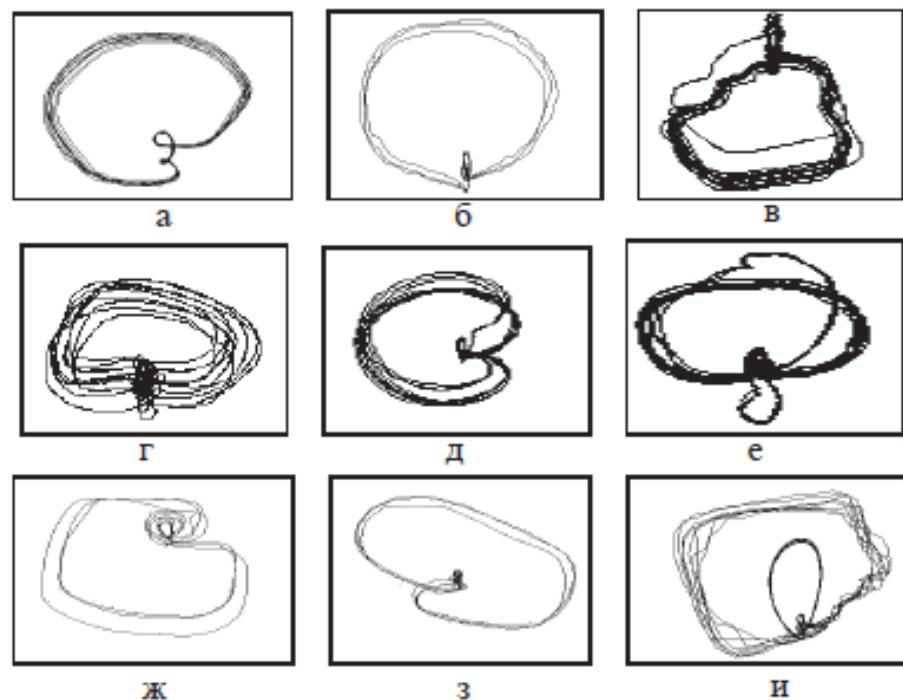 а б в
г д е
ж з и